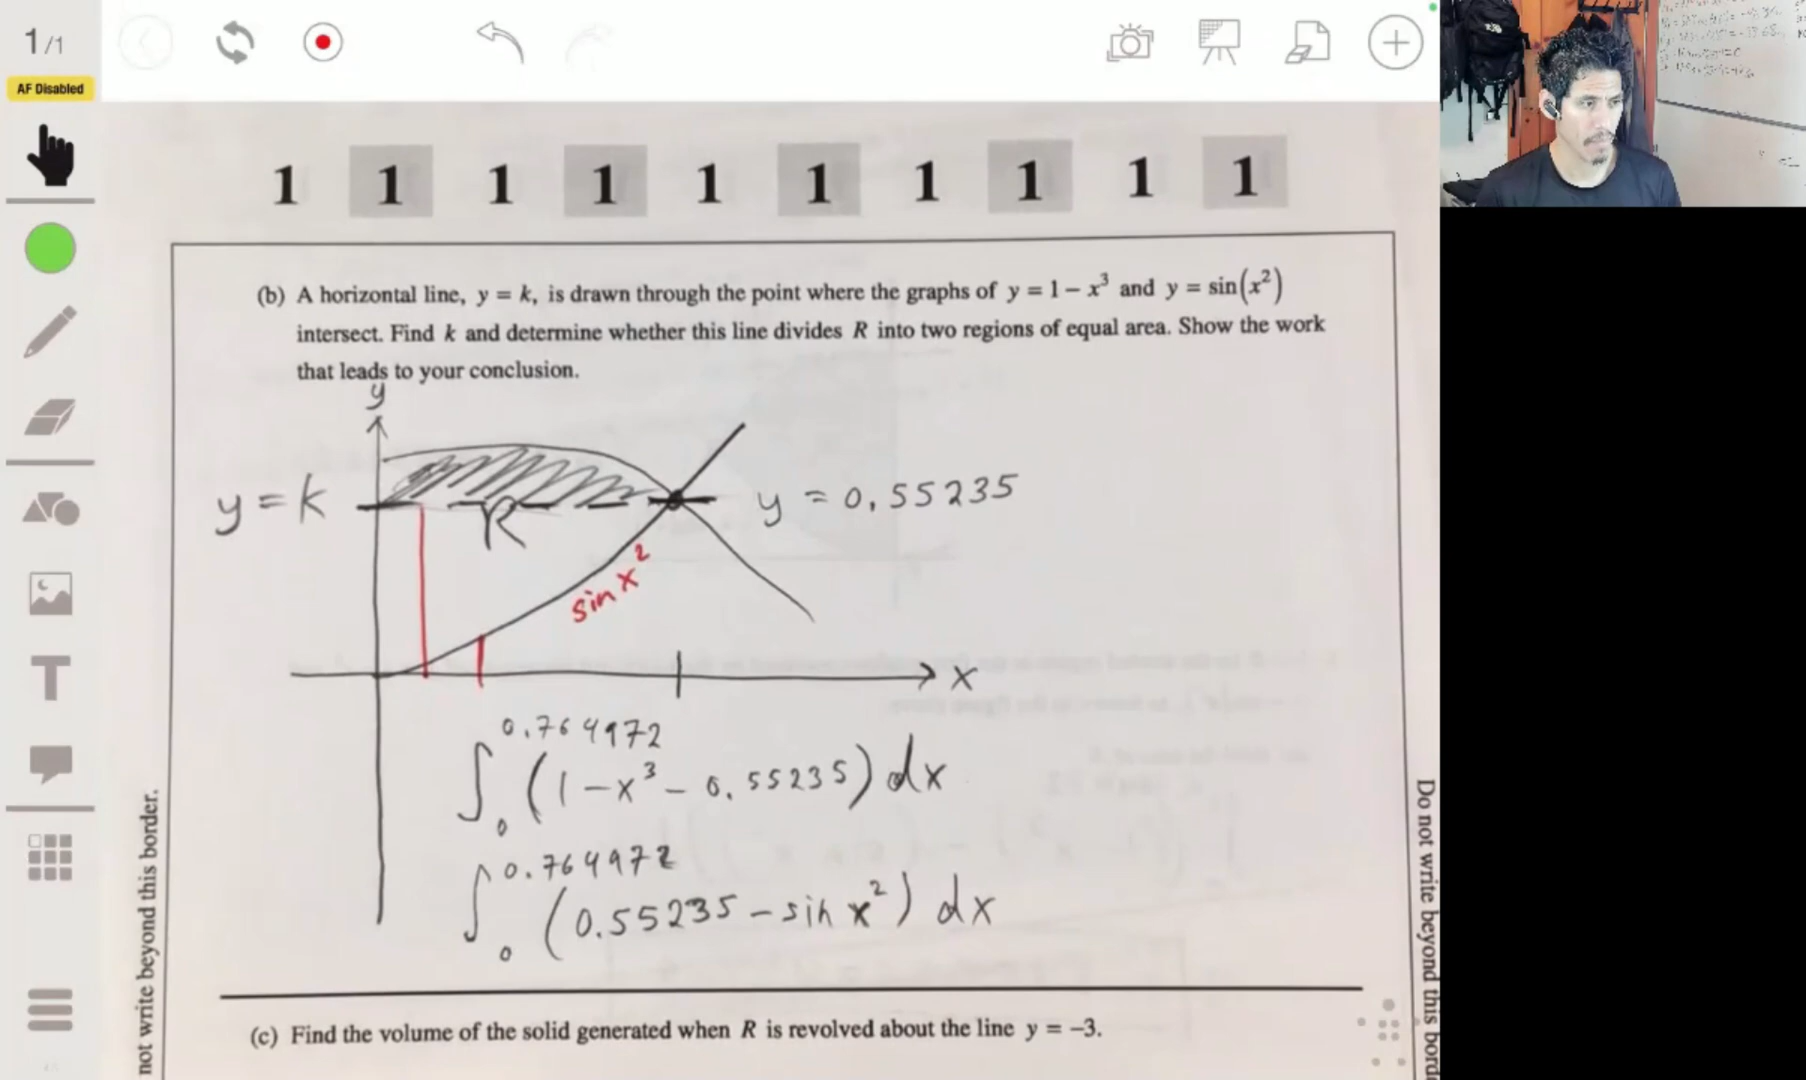 1/1
AF Disabled
1 1 1 1 1 1 1 1 1 1
(b) A horizontal line, y = k, is drawn through the point where the graphs of y = 1 − x³ and y = sin(x²)
intersect. Find k and determine whether this line divides R into two regions of equal area. Show the work
that leads to your conclusion.
y
y = k
R
y = 0,55235
sin x²
x
∫₀^0.764972 (1 − x³ − 0.55235) dx
∫₀^0.764972 (0.55235 − sin x²) dx
T
not write beyond this border.
Do not write beyond this bord
(c) Find the volume of the solid generated when R is revolved about the line y = −3.